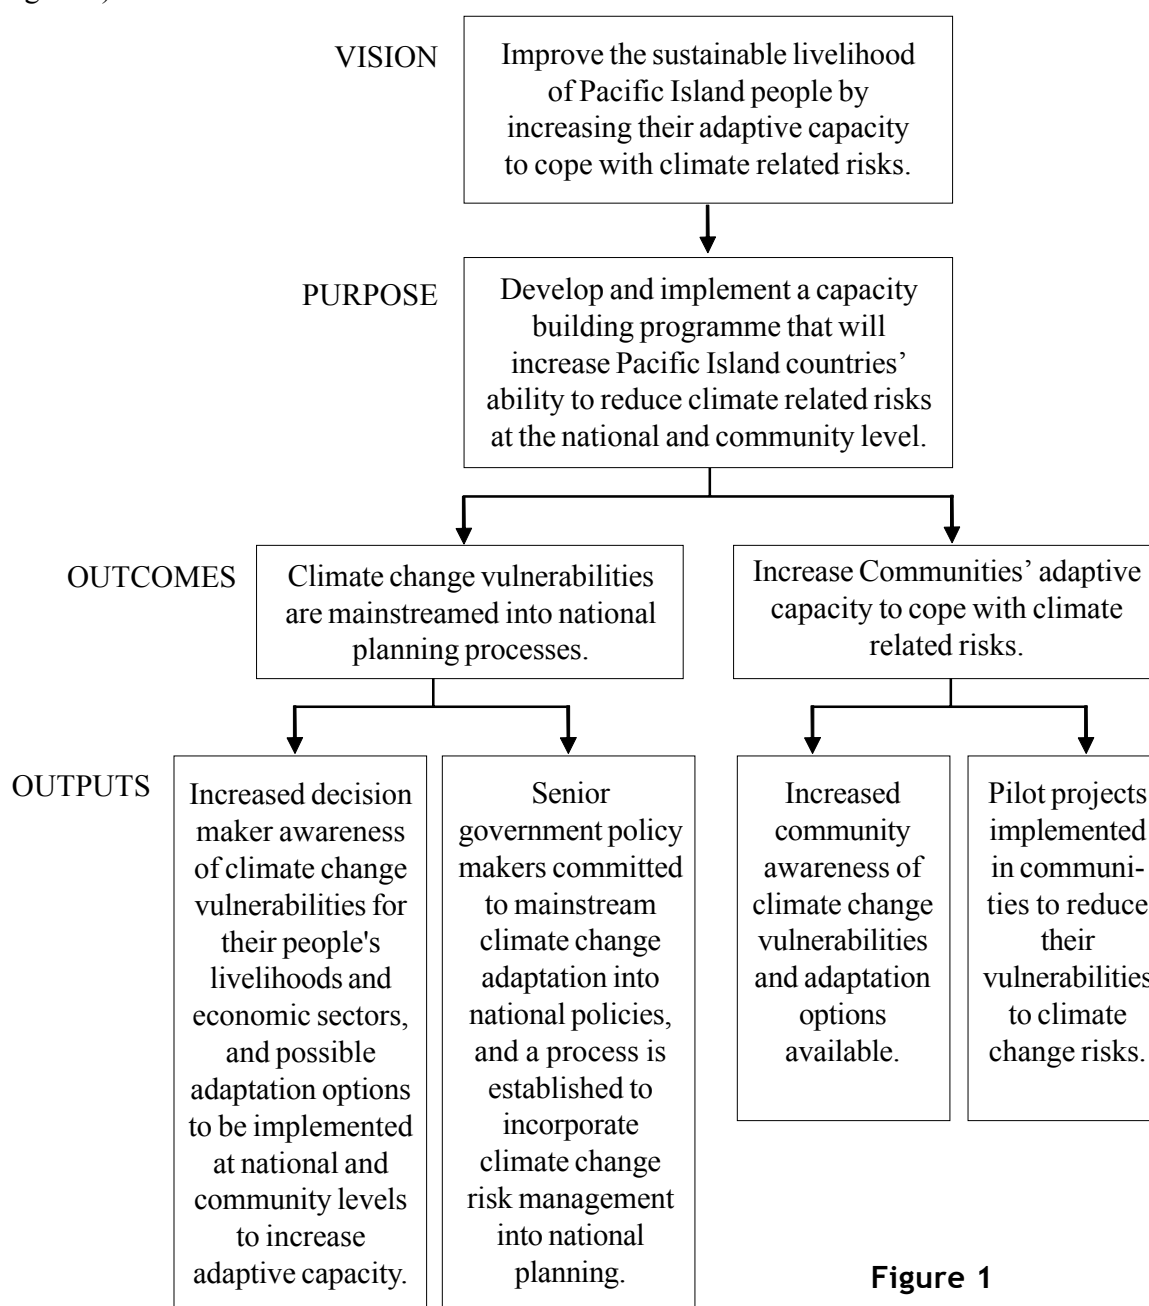 VISION
Improve the sustainable livelihood
of Pacific Island people by
increasing their adaptive capacity
to cope with climate related risks.
PURPOSE
Develop and implement a capacity
building programme that will
increase Pacific Island countries’
ability to reduce climate related risks
at the national and community level.
OUTCOMES
Climate change vulnerabilities
are mainstreamed into national
planning processes.
Increase Communities’ adaptive
capacity to cope with climate
related risks.
OUTPUTS
Increased decision
maker awareness
of climate change
vulnerabilities for
their people's
livelihoods and
economic sectors,
and possible
adaptation options
to be implemented
at national and
community levels
to increase
adaptive capacity.
Senior
government policy
makers committed
to mainstream
climate change
adaptation into
national policies,
and a process is
established to
incorporate
climate change
risk management
into national
planning.
Increased
community
awareness of
climate change
vulnerabilities
and adaptation
options
available.
Pilot projects
implemented
in communi-
ties to reduce
their
vulnerabilities
to climate
change risks.
Figure 1